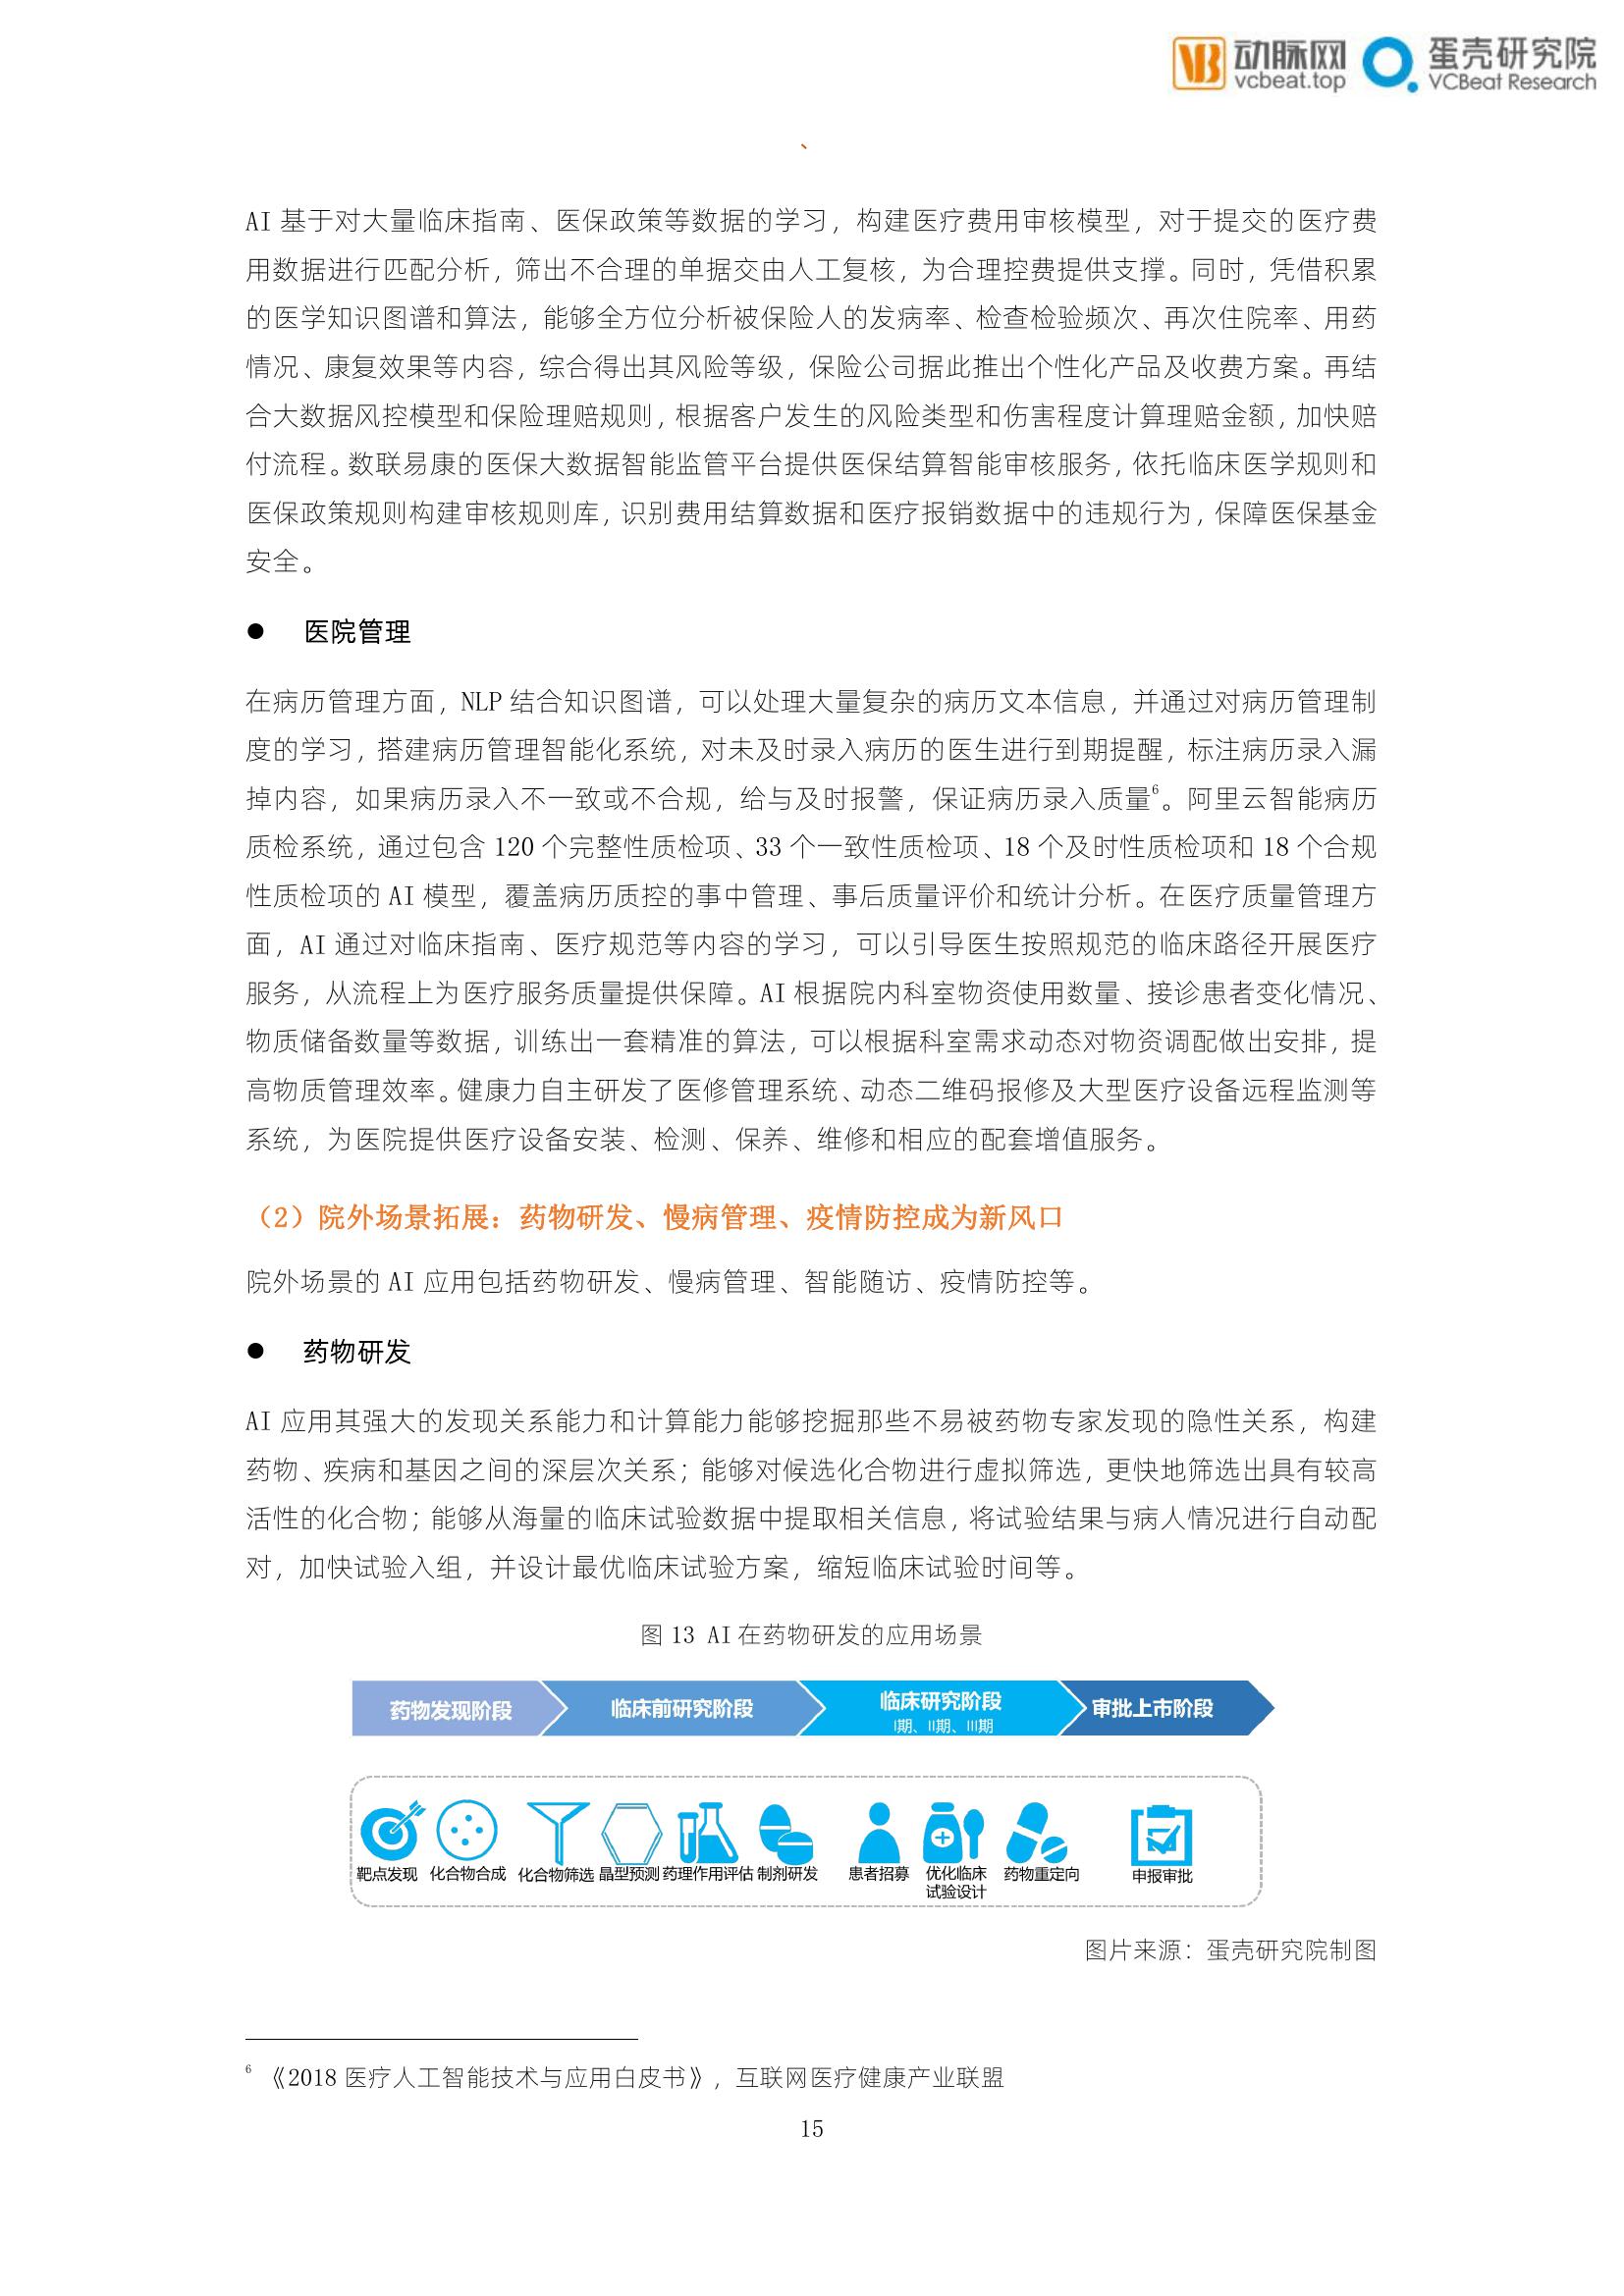 动脉网
vcbeat.top
蛋壳研究院
VCBeat Research
、
AI 基于对大量临床指南、医保政策等数据的学习，构建医疗费用审核模型，对于提交的医疗费
用数据进行匹配分析，筛出不合理的单据交由人工复核，为合理控费提供支撑。同时，凭借积累
的医学知识图谱和算法，能够全方位分析被保险人的发病率、检查检验频次、再次住院率、用药
情况、康复效果等内容，综合得出其风险等级，保险公司据此推出个性化产品及收费方案。再结
合大数据风控模型和保险理赔规则，根据客户发生的风险类型和伤害程度计算理赔金额，加快赔
付流程。数联易康的医保大数据智能监管平台提供医保结算智能审核服务，依托临床医学规则和
医保政策规则构建审核规则库，识别费用结算数据和医疗报销数据中的违规行为，保障医保基金
安全。
● 医院管理
在病历管理方面，NLP 结合知识图谱，可以处理大量复杂的病历文本信息，并通过对病历管理制
度的学习，搭建病历管理智能化系统，对未及时录入病历的医生进行到期提醒，标注病历录入漏
掉内容，如果病历录入不一致或不合规，给与及时报警，保证病历录入质量6。阿里云智能病历
质检系统，通过包含 120 个完整性质检项、33 个一致性质检项、18 个及时性质检项和 18 个合规
性质检项的 AI 模型，覆盖病历质控的事中管理、事后质量评价和统计分析。在医疗质量管理方
面，AI 通过对临床指南、医疗规范等内容的学习，可以引导医生按照规范的临床路径开展医疗
服务，从流程上为医疗服务质量提供保障。AI 根据院内科室物资使用数量、接诊患者变化情况、
物质储备数量等数据，训练出一套精准的算法，可以根据科室需求动态对物资调配做出安排，提
高物质管理效率。健康力自主研发了医修管理系统、动态二维码报修及大型医疗设备远程监测等
系统，为医院提供医疗设备安装、检测、保养、维修和相应的配套增值服务。
（2）院外场景拓展：药物研发、慢病管理、疫情防控成为新风口
院外场景的 AI 应用包括药物研发、慢病管理、智能随访、疫情防控等。
● 药物研发
AI 应用其强大的发现关系能力和计算能力能够挖掘那些不易被药物专家发现的隐性关系，构建
药物、疾病和基因之间的深层次关系；能够对候选化合物进行虚拟筛选，更快地筛选出具有较高
活性的化合物；能够从海量的临床试验数据中提取相关信息，将试验结果与病人情况进行自动配
对，加快试验入组，并设计最优临床试验方案，缩短临床试验时间等。
图 13 AI 在药物研发的应用场景
药物发现阶段 临床前研究阶段 临床研究阶段 审批上市阶段
I期、II期、III期
靶点发现 化合物合成 化合物筛选 晶型预测 药理作用评估 制剂研发 患者招募 优化临床 药物重定向 申报审批
试验设计
图片来源：蛋壳研究院制图
6 《2018 医疗人工智能技术与应用白皮书》，互联网医疗健康产业联盟
15